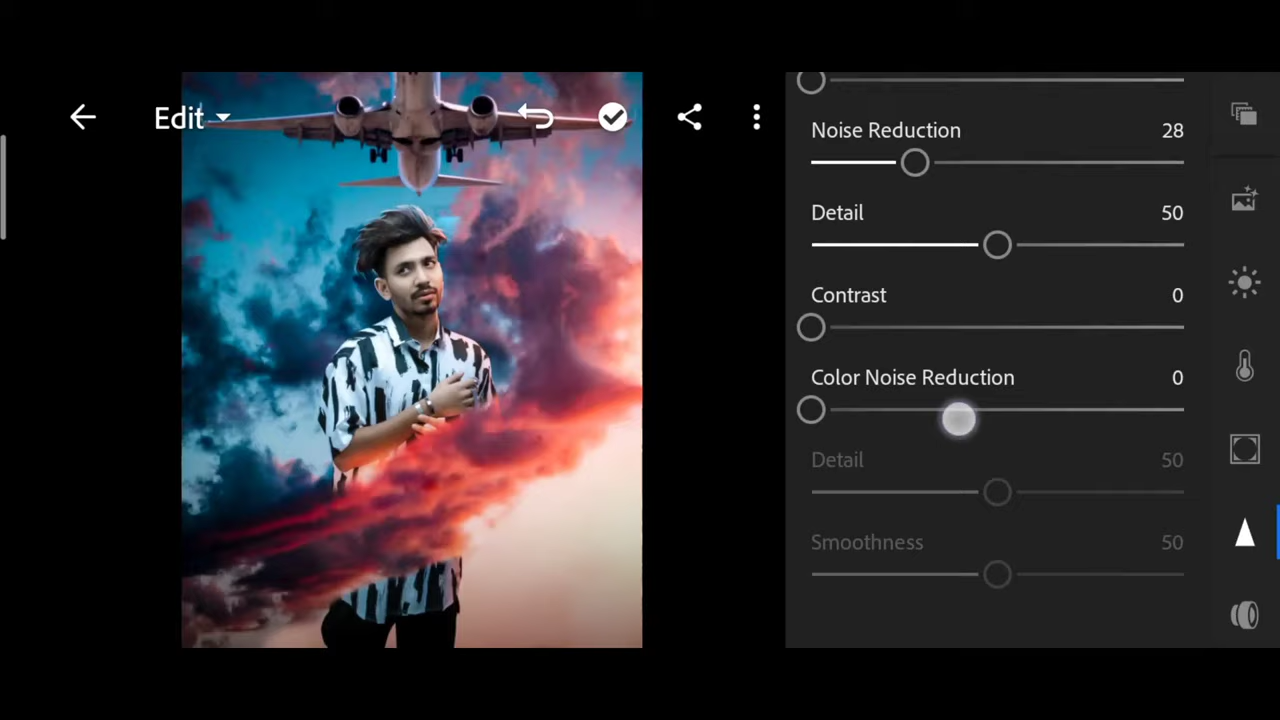 Edit
Noise Reduction 28
Detail 50
Contrast 0
Color Noise Reduction 0
Detail 50
Smoothness 50